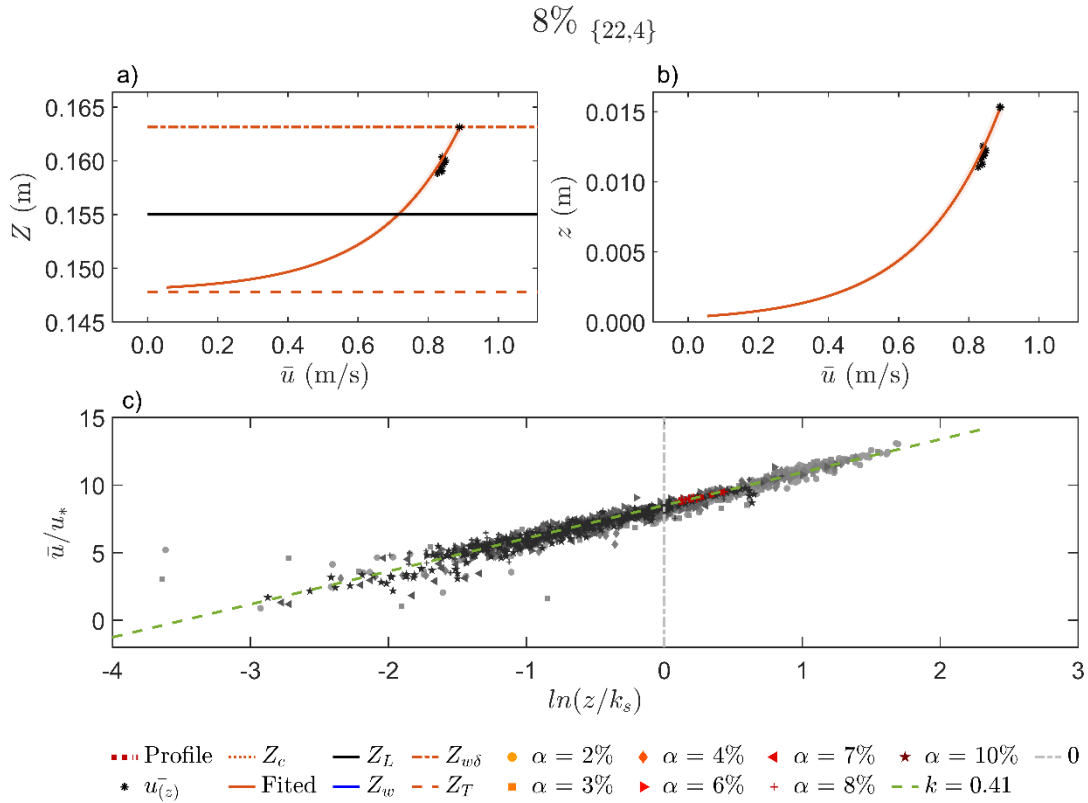 8% {22,4}
a)
0.165
0.160
0.155
0.150
0.145
Z (m)
0.0 0.2 0.4 0.6 0.8 1.0
ū (m/s)
b)
0.015
0.010
0.005
0.000
z (m)
0.0 0.2 0.4 0.6 0.8 1.0
ū (m/s)
c)
15
10
5
0
ū/u*
-4 -3 -2 -1 0 1 2 3
ln(z/ks)
Profile Zc ZL Zwδ α = 2% α = 4% α = 7% α = 10% 0
ū(z) Fited Zw ZT α = 3% α = 6% α = 8% k = 0.41